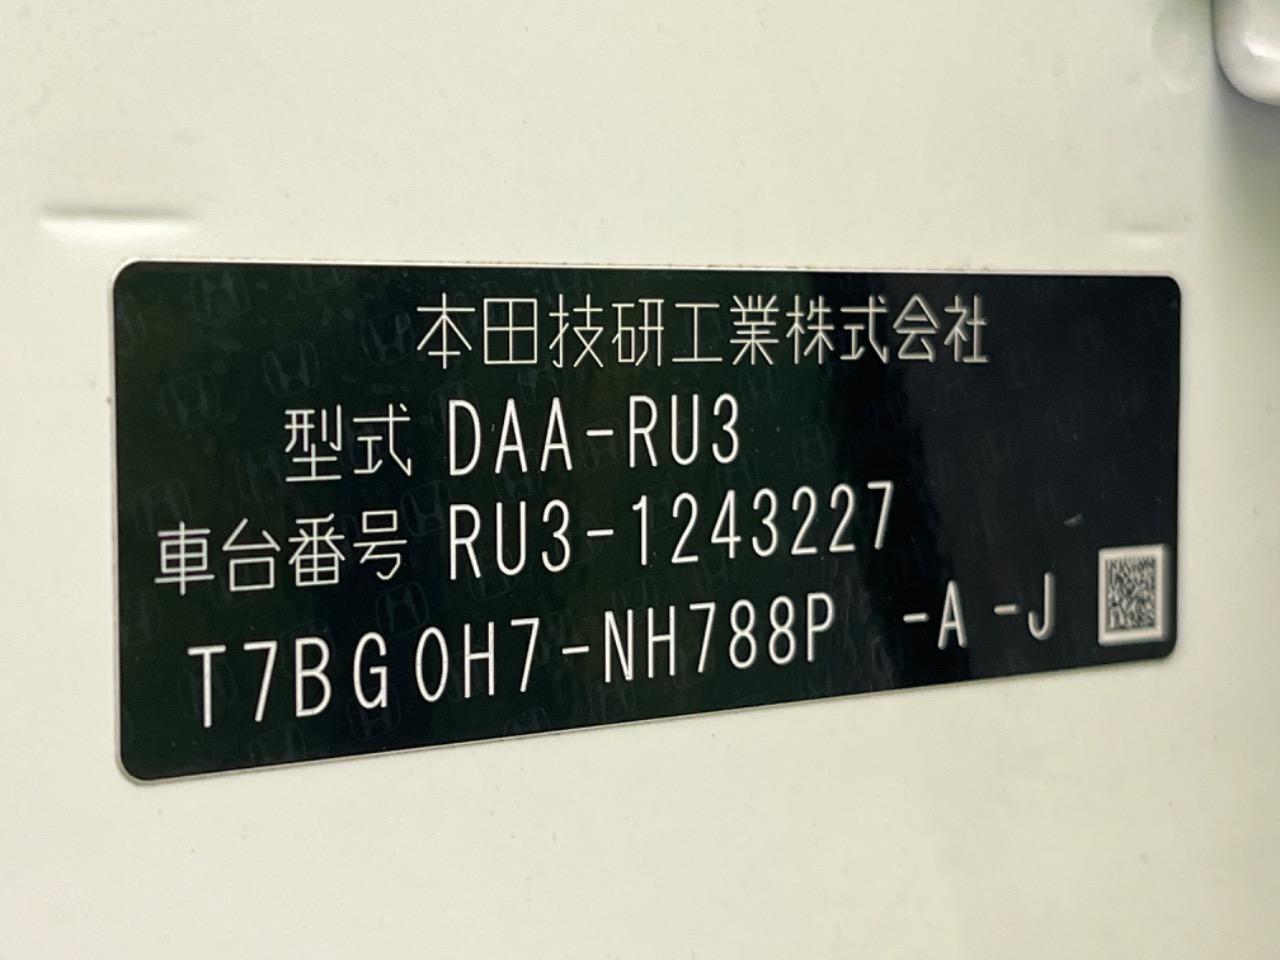 本田技研工業株式会社
型式 DAA-RU3
車台番号 RU3-1243227
T7BG0H7-NH788P -A -J